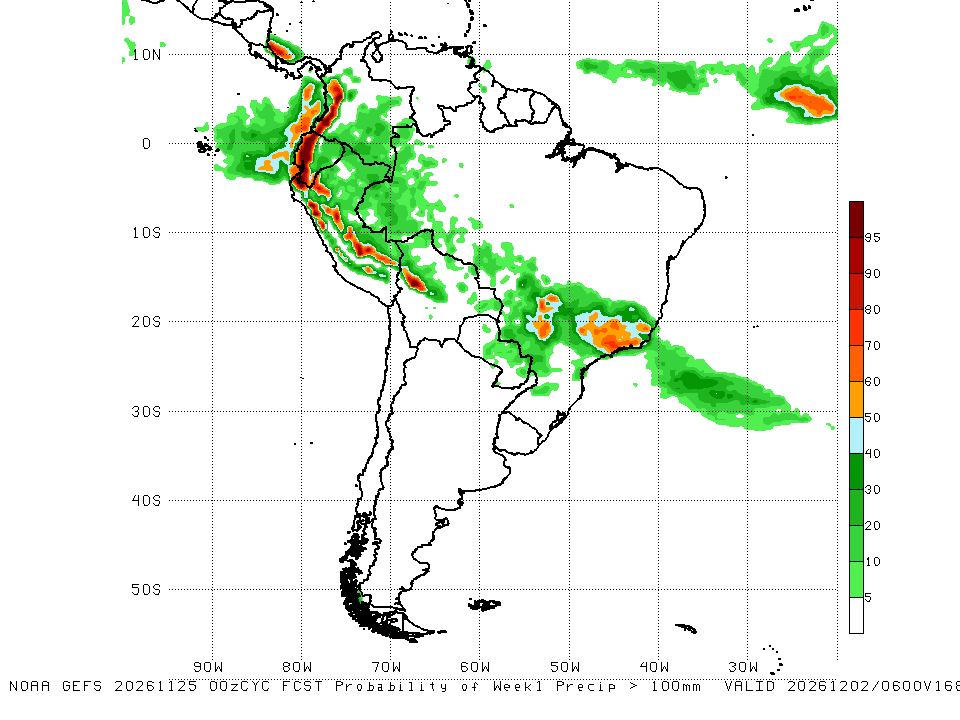 10N
0
10S
20S
30S
40S
50S
95
90
80
70
60
50
40
30
20
10
5
90W 80W 70W 60W 50W 40W 30W
NOAA GEFS 20261125 00zCYC FCST Probability of Week1 Precip > 100mm VALID 20261202/0600V168